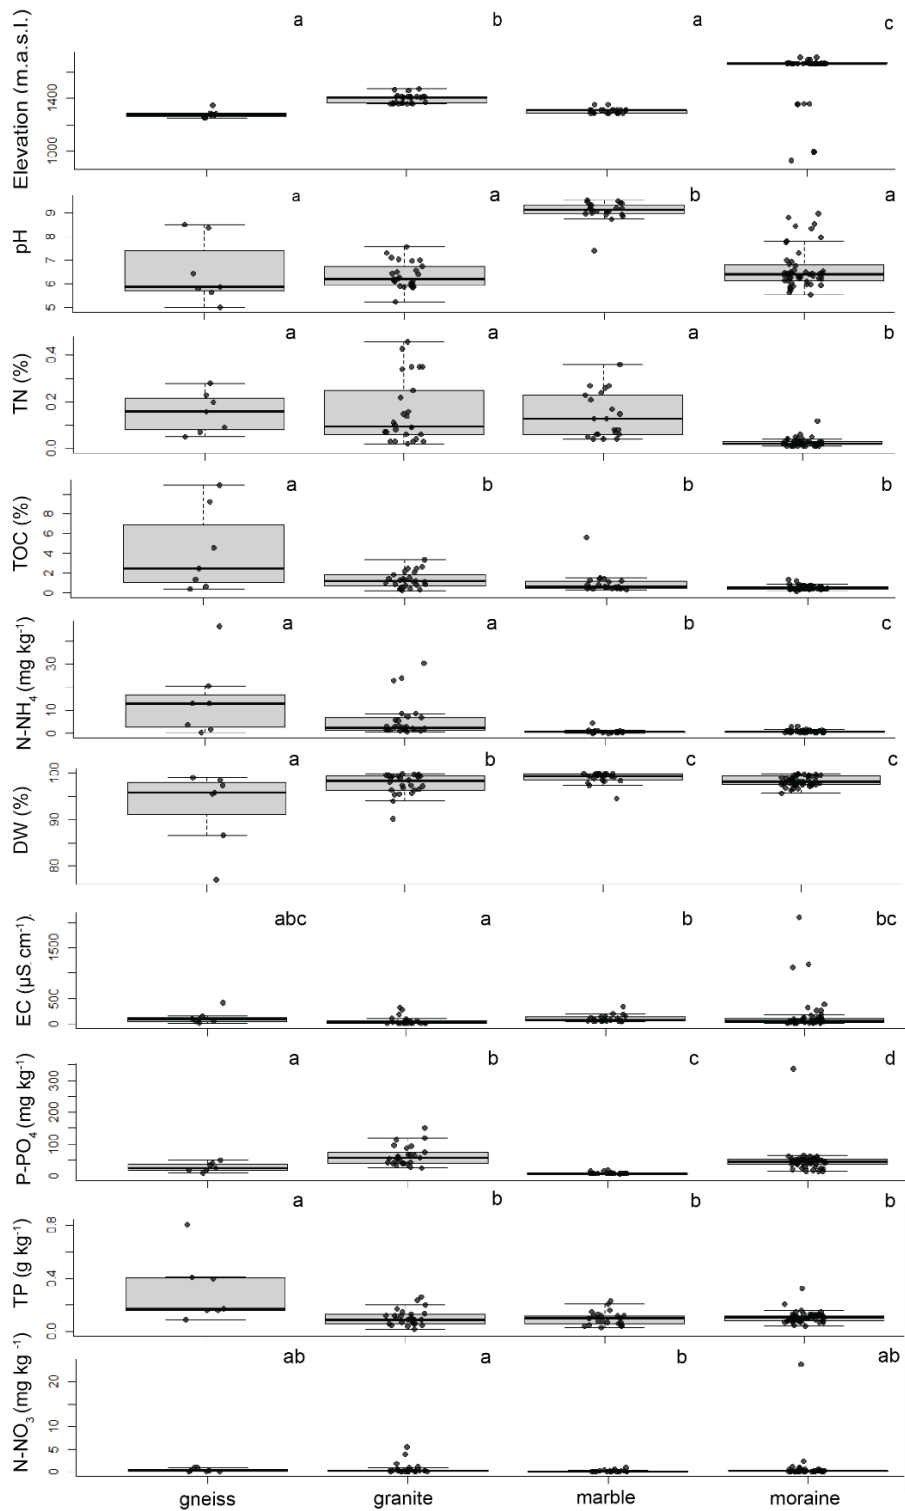 Elevation (m.a.s.l.)
1000 1400
a b a c
pH
5 6 7 8 9
a a b a
TN (%)
0.0 0.2 0.4
a a a b
TOC (%)
0 2 4 6 8
a b b b
N-NH4 (mg kg-1)
0 10 30
a a b c
DW (%)
80 90 100
a b c c
EC (µS cm-1)
0 500 1500
abc a b bc
P-PO4 (mg kg-1)
0 100 200 300
a b c d
TP (g kg-1)
0.0 0.4 0.8
a b b b
N-NO3 (mg kg -1)
0 5 10 20
ab a b ab
gneiss granite marble moraine